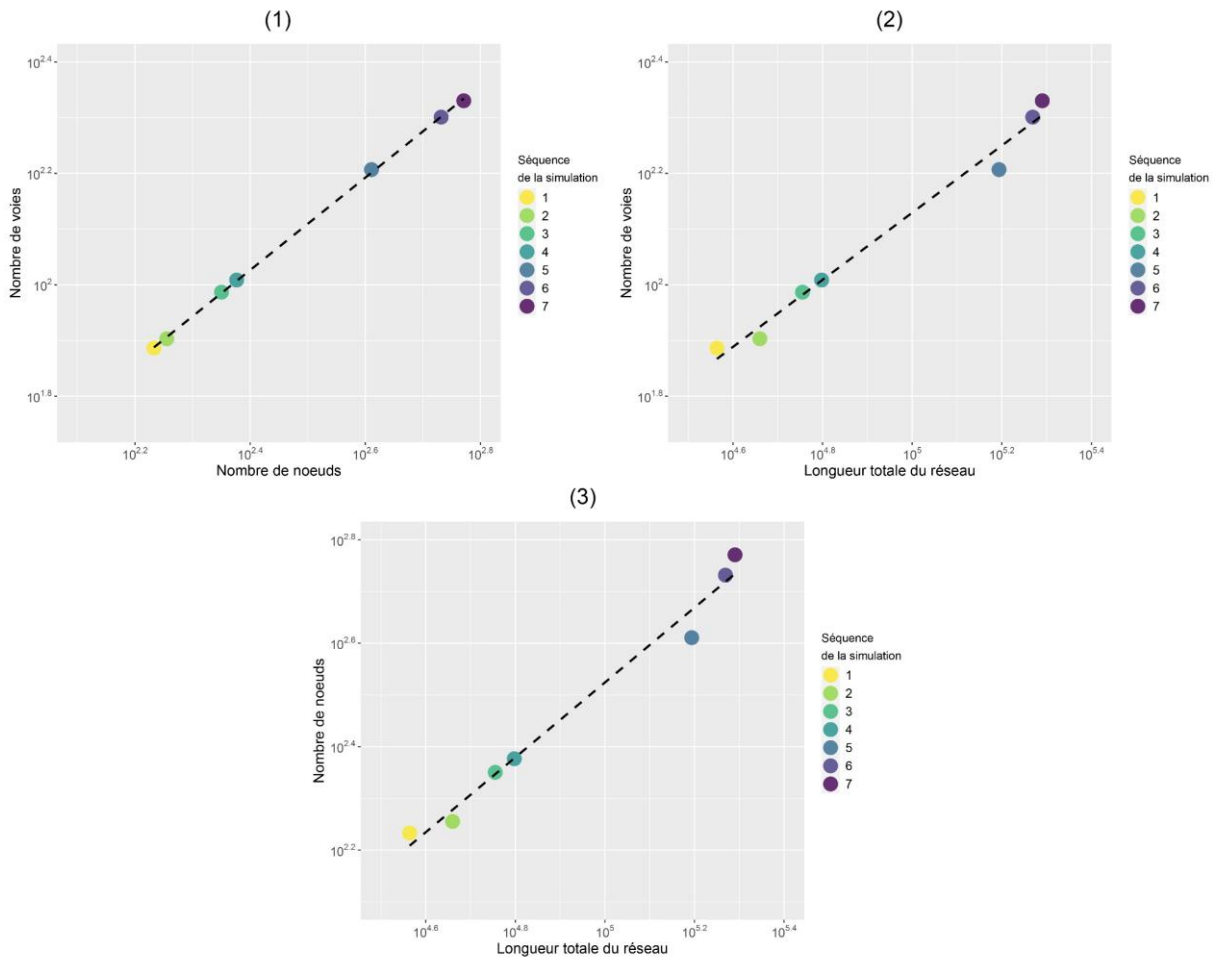 (1)
10^2.4
10^2.2
10^2
10^1.8
Nombre de voies
10^2.2 10^2.4 10^2.6 10^2.8
Nombre de noeuds
Séquence
de la simulation
1
2
3
4
5
6
7
(2)
10^2.4
10^2.2
10^2
10^1.8
Nombre de voies
10^4.6 10^4.8 10^5 10^5.2 10^5.4
Longueur totale du réseau
Séquence
de la simulation
1
2
3
4
5
6
7
(3)
10^2.8
10^2.6
10^2.4
10^2.2
Nombre de noeuds
10^4.6 10^4.8 10^5 10^5.2 10^5.4
Longueur totale du réseau
Séquence
de la simulation
1
2
3
4
5
6
7